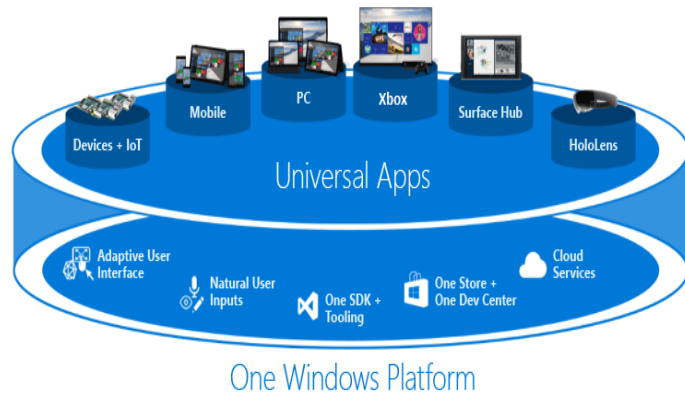 PC
Xbox
Mobile
Surface Hub
Devices + IoT
HoloLens
Universal Apps
Adaptive User
Interface
Natural User
Inputs
One SDK +
Tooling
One Store +
One Dev Center
Cloud
Services
One Windows Platform